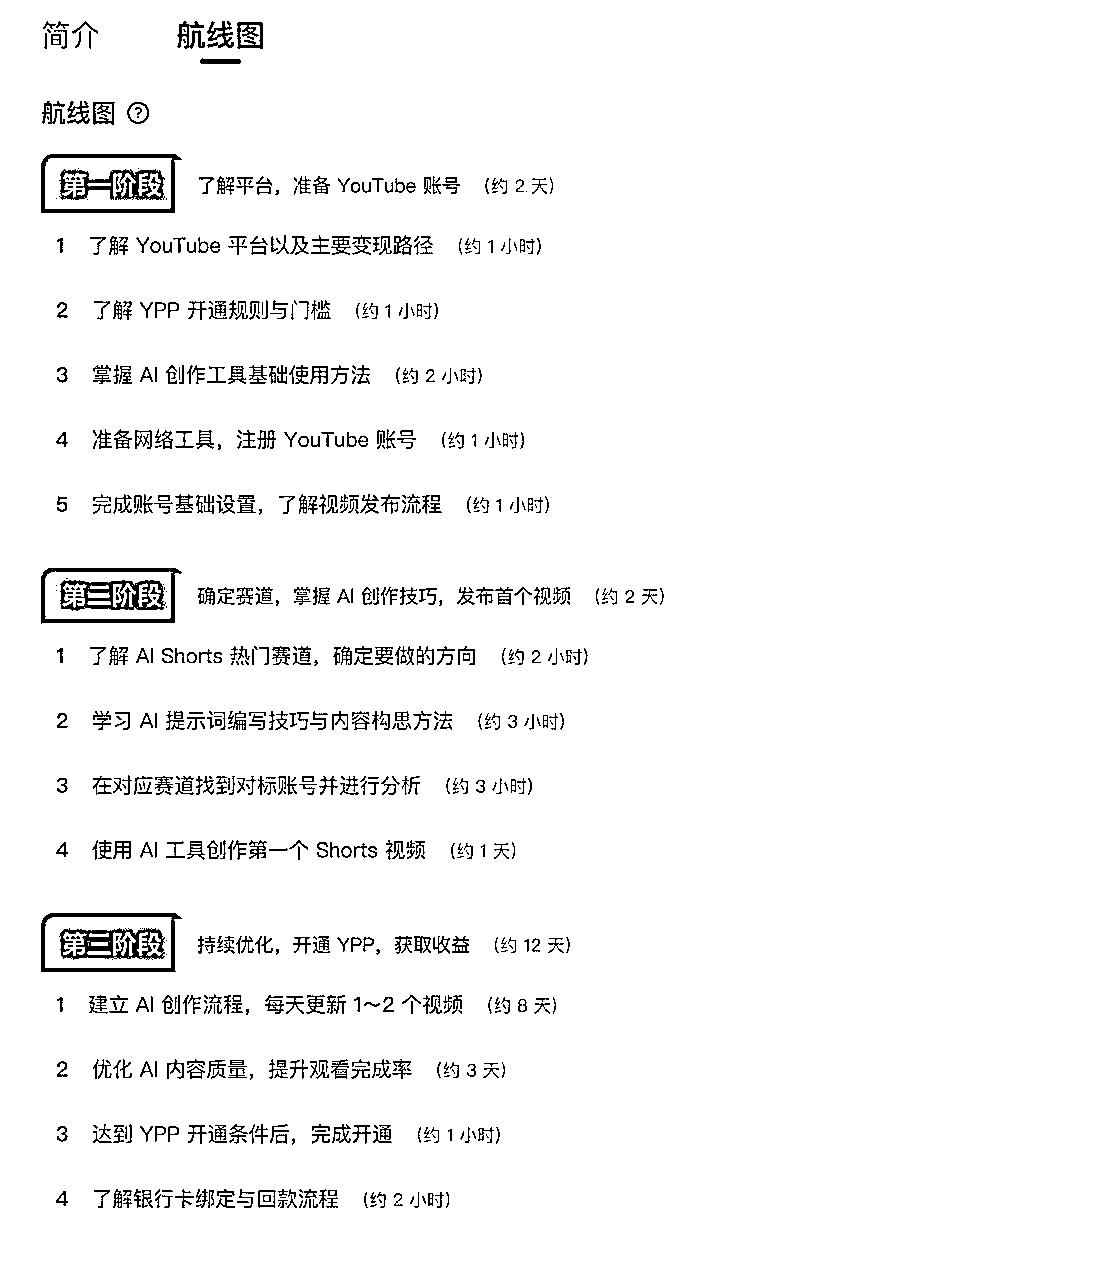 简介 航线图
航线图 ?
第一阶段 了解平台，准备 YouTube 账号 （约 2 天）
1 了解 YouTube 平台以及主要变现路径 （约 1 小时）
2 了解 YPP 开通规则与门槛 （约 1 小时）
3 掌握 AI 创作工具基础使用方法 （约 2 小时）
4 准备网络工具，注册 YouTube 账号 （约 1 小时）
5 完成账号基础设置，了解视频发布流程 （约 1 小时）
第二阶段 确定赛道，掌握 AI 创作技巧，发布首个视频 （约 2 天）
1 了解 AI Shorts 热门赛道，确定要做的方向 （约 2 小时）
2 学习 AI 提示词编写技巧与内容构思方法 （约 3 小时）
3 在对应赛道找到对标账号并进行分析 （约 3 小时）
4 使用 AI 工具创作第一个 Shorts 视频 （约 1 天）
第三阶段 持续优化，开通 YPP，获取收益 （约 12 天）
1 建立 AI 创作流程，每天更新 1～2 个视频 （约 8 天）
2 优化 AI 内容质量，提升观看完成率 （约 3 天）
3 达到 YPP 开通条件后，完成开通 （约 1 小时）
4 了解银行卡绑定与回款流程 （约 2 小时）